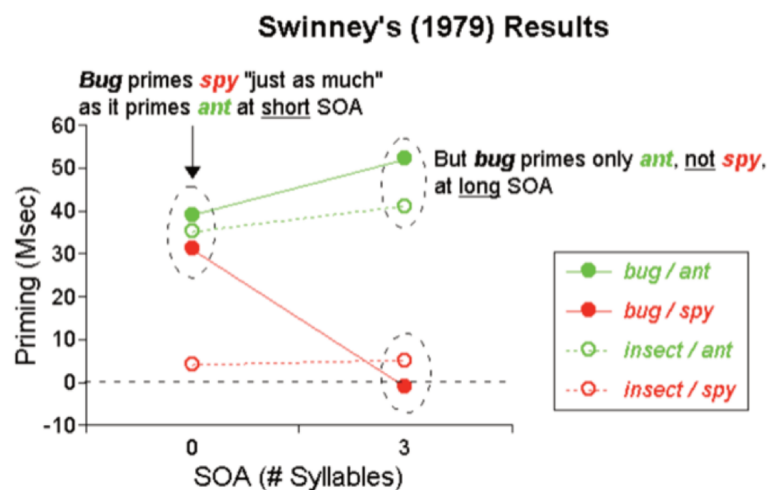 Swinney's (1979) Results
Bug primes spy "just as much"
as it primes ant at short SOA
But bug primes only ant, not spy,
at long SOA
60
50
40
30
20
10
0
-10
Priming (Msec)
0
3
SOA (# Syllables)
bug / ant
bug / spy
insect / ant
insect / spy